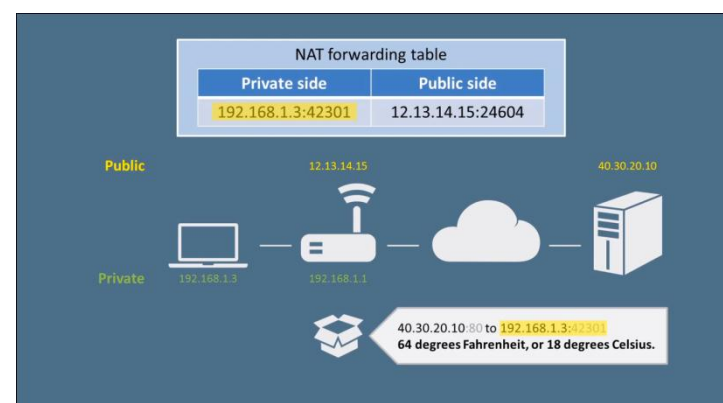 NAT forwarding table
Private side Public side
192.168.1.3:42301 12.13.14.15:24604
Public 12.13.14.15 40.30.20.10
Private 192.168.1.3 192.168.1.1
40.30.20.10:80 to 192.168.1.3:42301
64 degrees Fahrenheit, or 18 degrees Celsius.